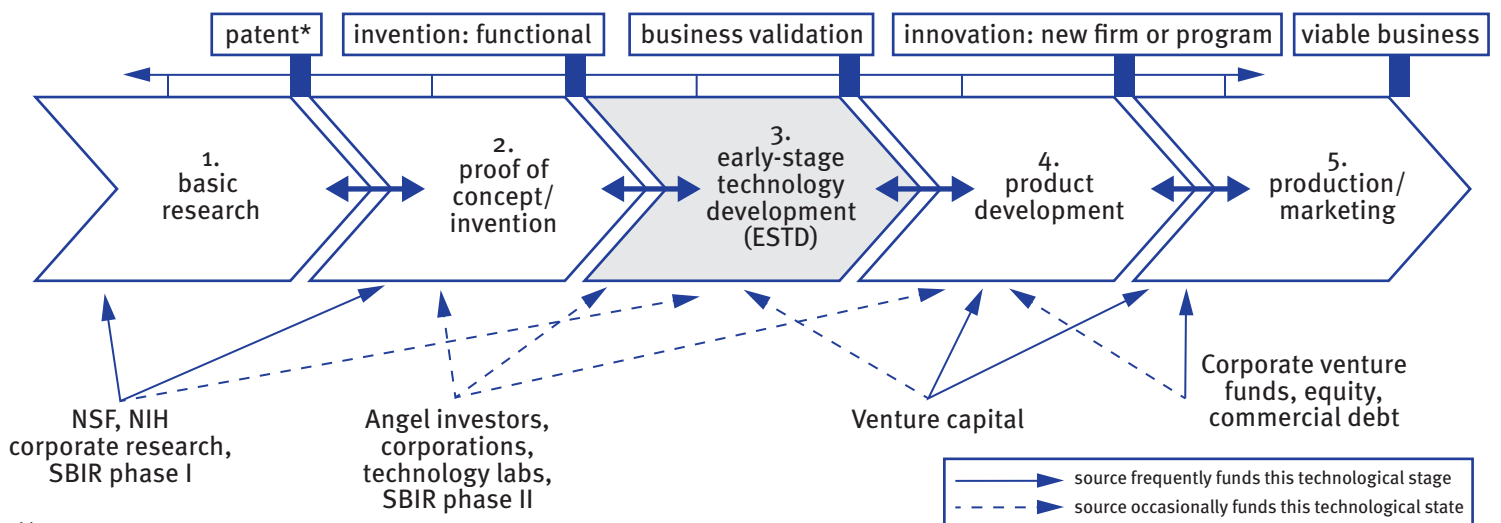 patent*
invention: functional
business validation
innovation: new firm or program
viable business
1.
basic
research
2.
proof of
concept/
invention
3.
early-stage
technology
development
(ESTD)
4.
product
development
5.
production/
marketing
NSF, NIH
corporate research,
SBIR phase I
Angel investors,
corporations,
technology labs,
SBIR phase II
Venture capital
Corporate venture
funds, equity,
commercial debt
source frequently funds this technological stage
source occasionally funds this technological state